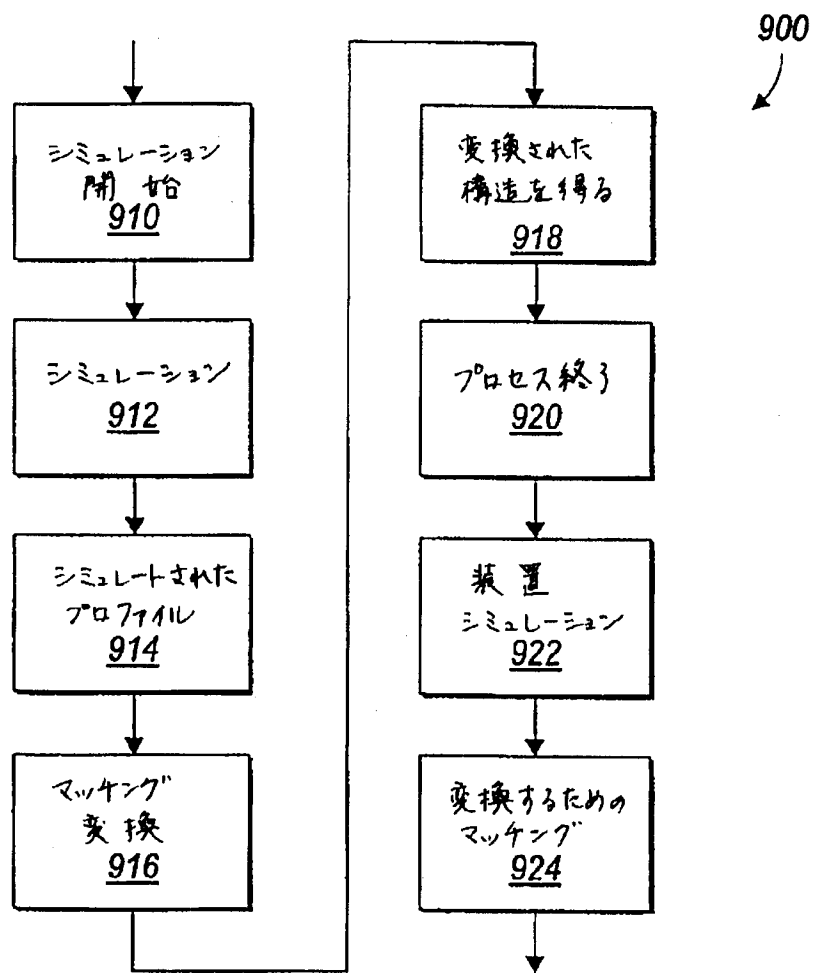 900
シミュレーション
開始
910
シミュレーション
912
シミュレートされた
プロファイル
914
マッチング
変換
916
変換された
構造を得る
918
プロセス終了
920
装置
シミュレーション
922
変換するための
マッチング
924